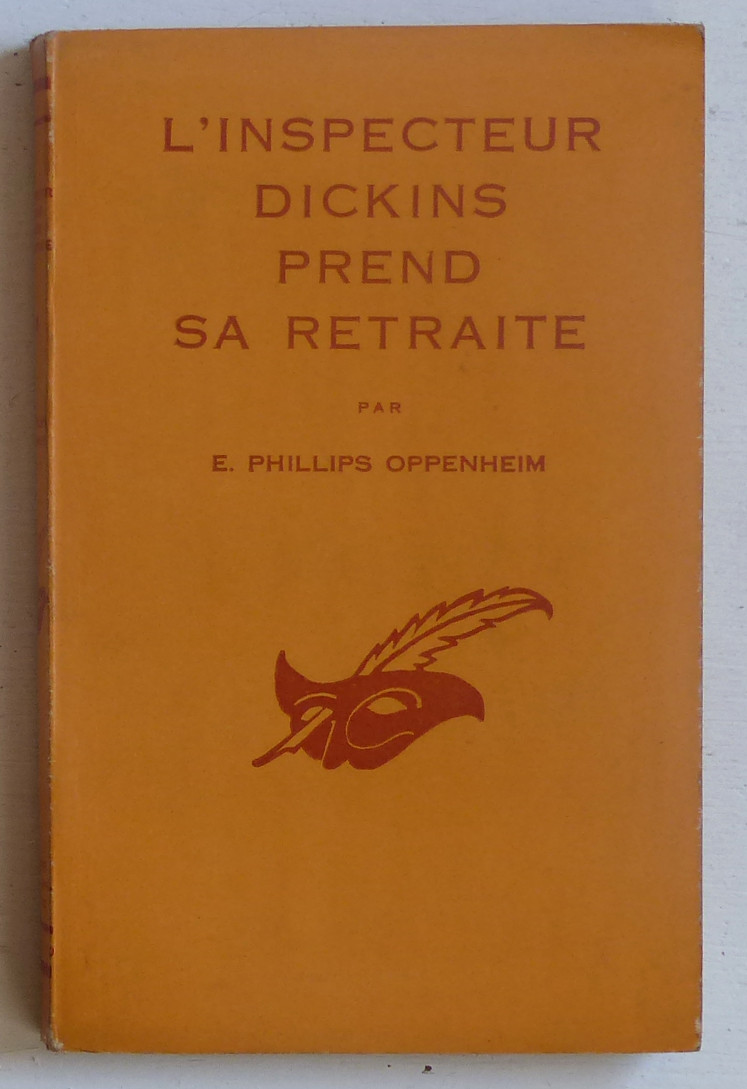 L'INSPECTEUR
DICKINS
PREND
SA RETRAITE
PAR
E. PHILLIPS OPPENHEIM